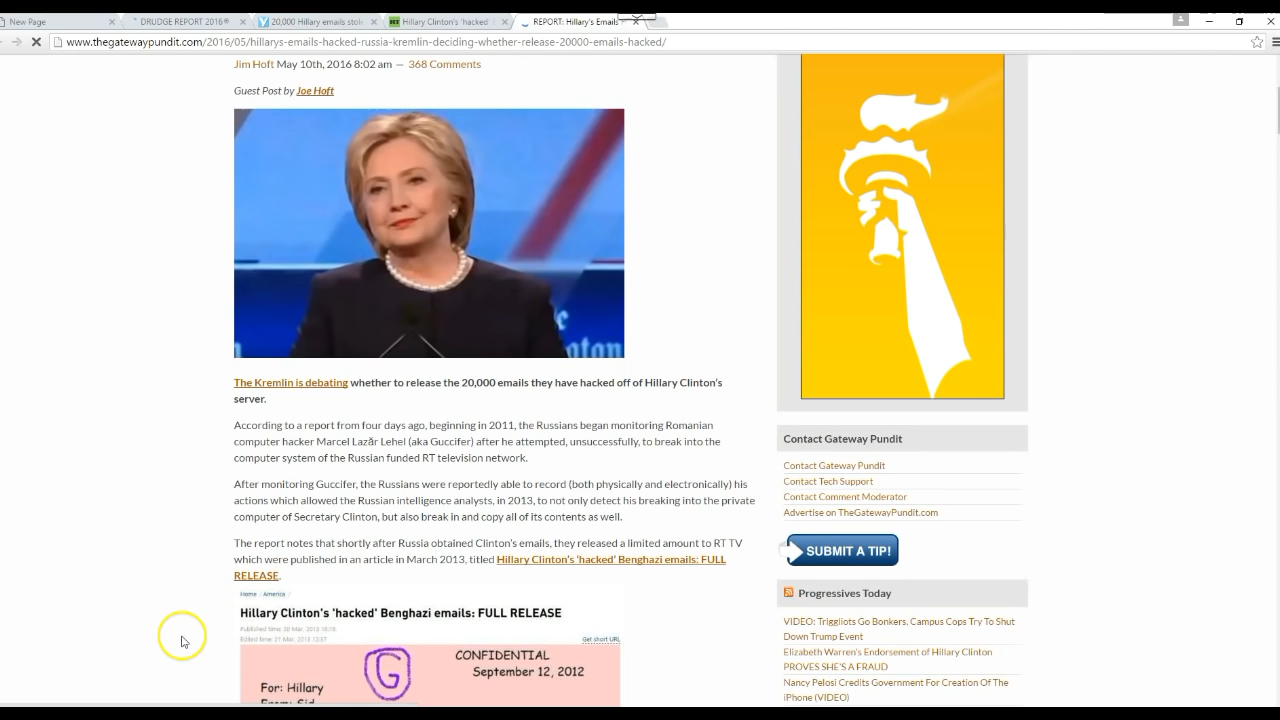 New Page
DRUDGE REPORT 2016®
20,000 Hillary emails stol
Hillary Clinton's 'hacked'
REPORT: Hillary's Emails
www.thegatewaypundit.com/2016/05/hillarys-emails-hacked-russia-kremlin-deciding-whether-release-20000-emails-hacked/
Jim Hoft May 10th, 2016 8:02 am — 368 Comments
Guest Post by Joe Hoft
The Kremlin is debating whether to release the 20,000 emails they have hacked off of Hillary Clinton's
server.
According to a report from four days ago, beginning in 2011, the Russians began monitoring Romanian
computer hacker Marcel Lazăr Lehel (aka Guccifer) after he attempted, unsuccessfully, to break into the
computer system of the Russian funded RT television network.
After monitoring Guccifer, the Russians were reportedly able to record (both physically and electronically) his
actions which allowed the Russian intelligence analysts, in 2013, to not only detect his breaking into the private
computer of Secretary Clinton, but also break in and copy all of its contents as well.
The report notes that shortly after Russia obtained Clinton's emails, they released a limited amount to RT TV
which were published in an article in March 2013, titled Hillary Clinton's 'hacked' Benghazi emails: FULL
RELEASE.
Home / America /
Hillary Clinton's 'hacked' Benghazi emails: FULL RELEASE
Published time: 20 Mar, 2013 16:15
Edited time: 21 Mar, 2013 12:37
Get short URL
G
CONFIDENTIAL
September 12, 2012
For: Hillary
From: Sid
Contact Gateway Pundit
Contact Gateway Pundit
Contact Tech Support
Contact Comment Moderator
Advertise on TheGatewayPundit.com
SUBMIT A TIP!
Progressives Today
VIDEO: Triggliots Go Bonkers, Campus Cops Try To Shut
Down Trump Event
Elizabeth Warren's Endorsement of Hillary Clinton
PROVES SHE'S A FRAUD
Nancy Pelosi Credits Government For Creation Of The
iPhone (VIDEO)